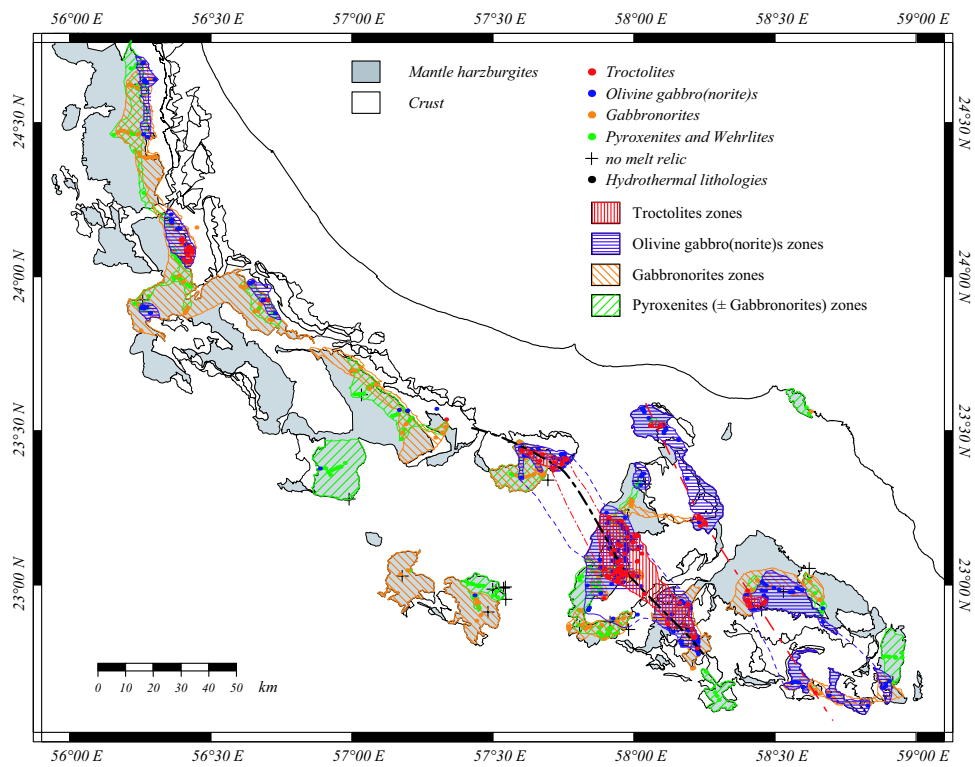 56°00 E 56°30 E 57°00 E 57°30 E 58°00 E 58°30 E 59°00 E
24°30 N
24°00 N
23°30 N
23°00 N
Mantle harzburgites
Crust
Troctolites
Olivine gabbro(norite)s
Gabbronorites
Pyroxenites and Wehrlites
no melt relic
Hydrothermal lithologies
Troctolites zones
Olivine gabbro(norite)s zones
Gabbronorites zones
Pyroxenites (± Gabbronorites) zones
24°30 N
24°00 N
23°30 N
23°00 N
0 10 20 30 40 50 km
56°00 E 56°30 E 57°00 E 57°30 E 58°00 E 58°30 E 59°00 E